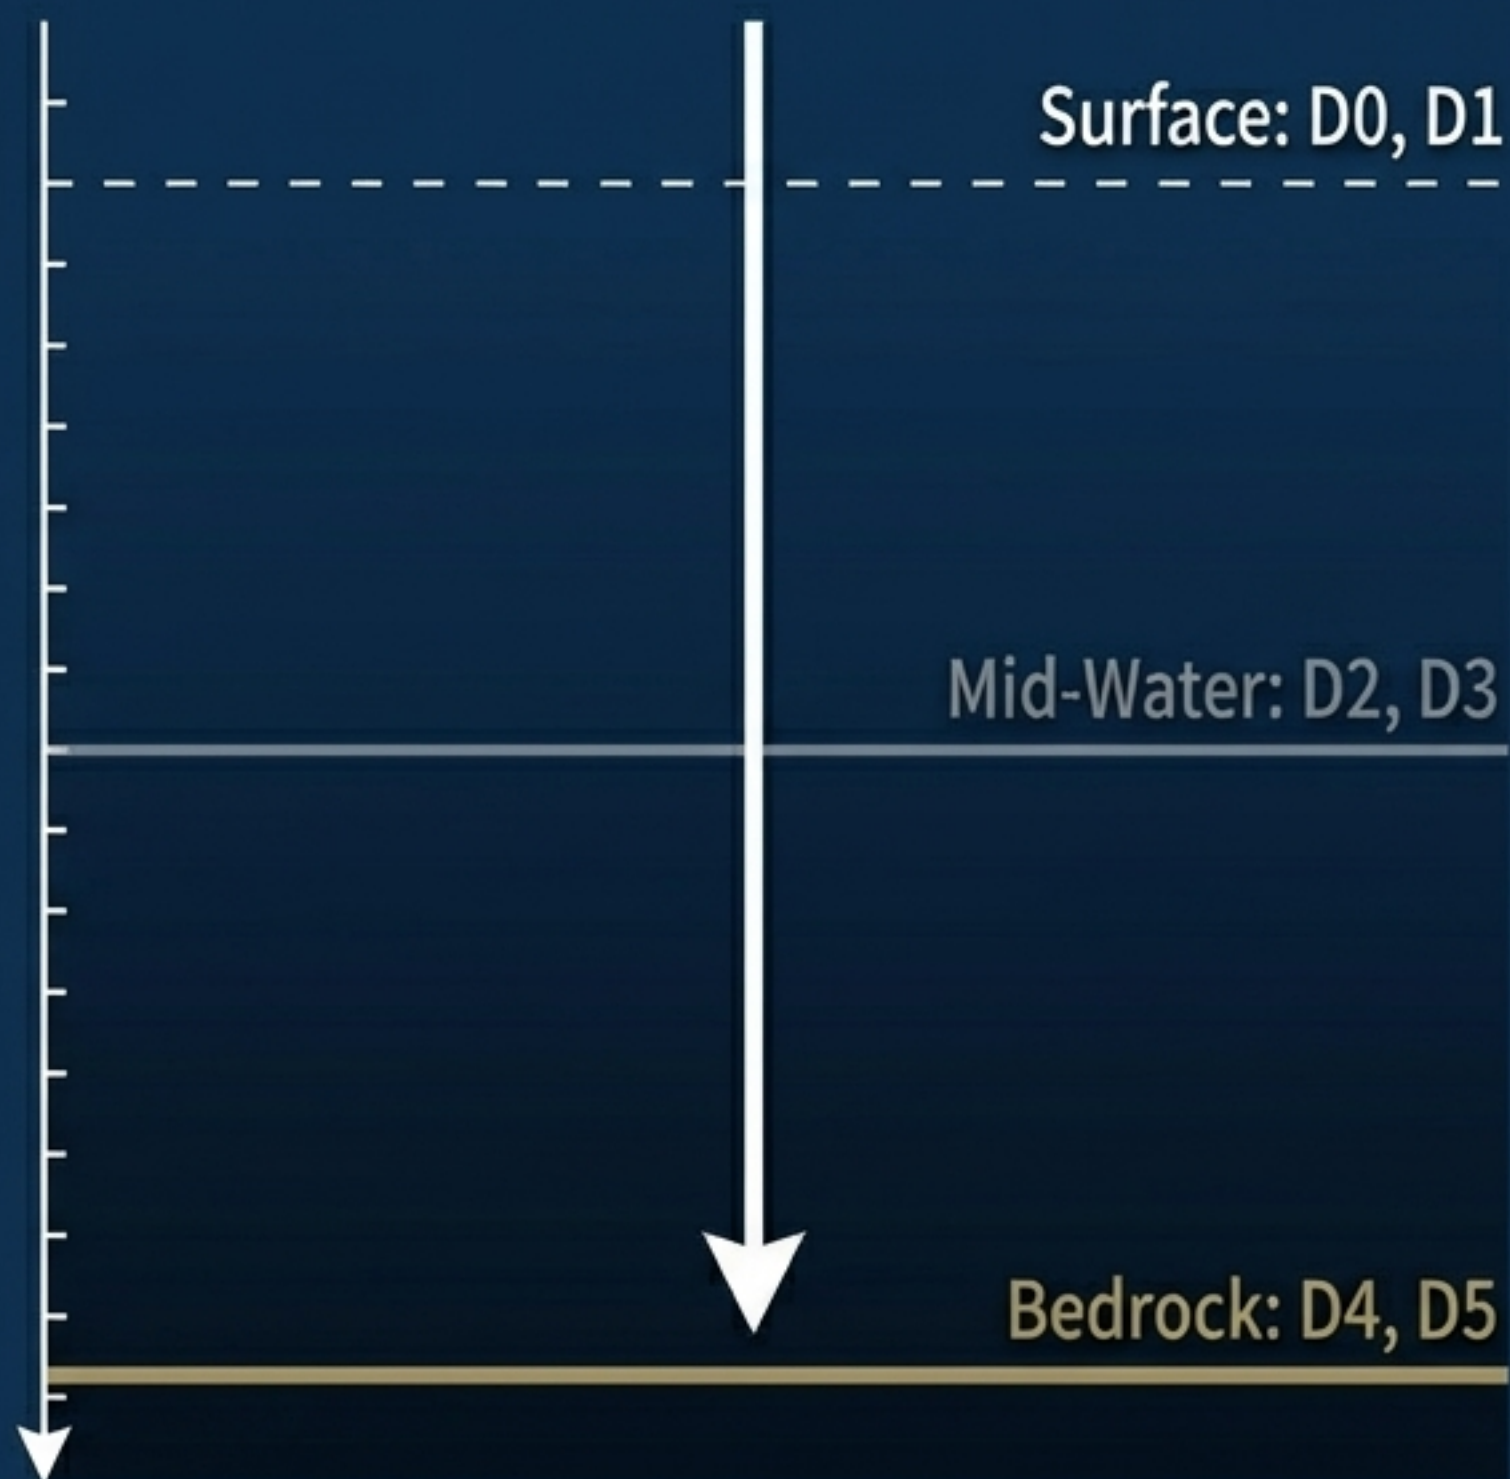 Surface: D0, D1
Mid-Water: D2, D3
Bedrock: D4, D5